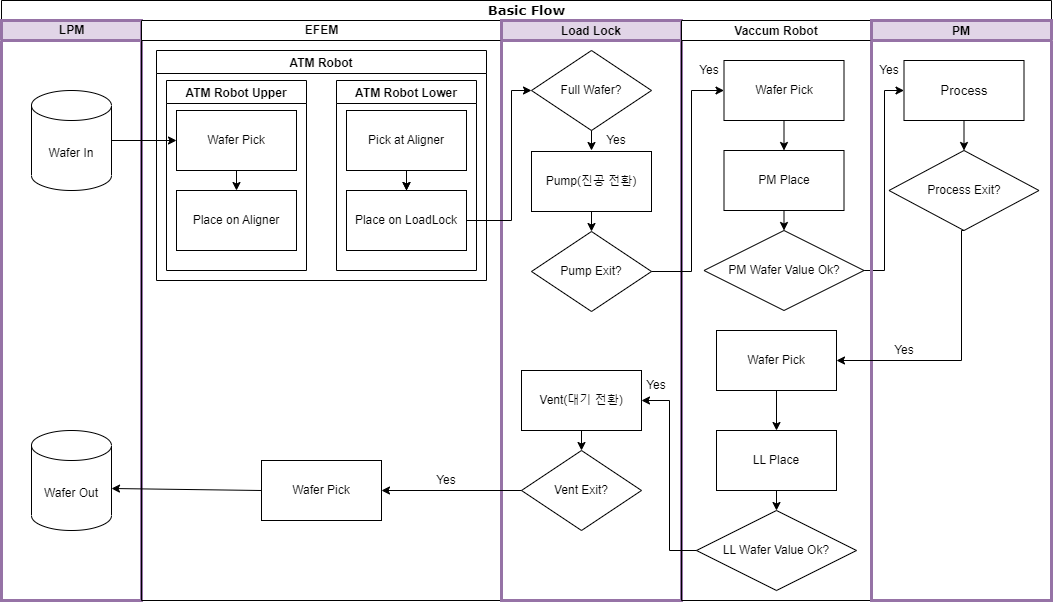 Basic Flow
LPM
EFEM
Load Lock
Vaccum Robot
PM
ATM Robot
ATM Robot Upper
ATM Robot Lower
Wafer In
Wafer Pick
Place on Aligner
Pick at Aligner
Place on LoadLock
Full Wafer?
Yes
Pump(진공 전환)
Pump Exit?
Yes
Wafer Pick
PM Place
PM Wafer Value Ok?
Yes
Process
Process Exit?
Yes
Wafer Pick
LL Place
LL Wafer Value Ok?
Yes
Vent(대기 전환)
Vent Exit?
Yes
Wafer Pick
Wafer Out